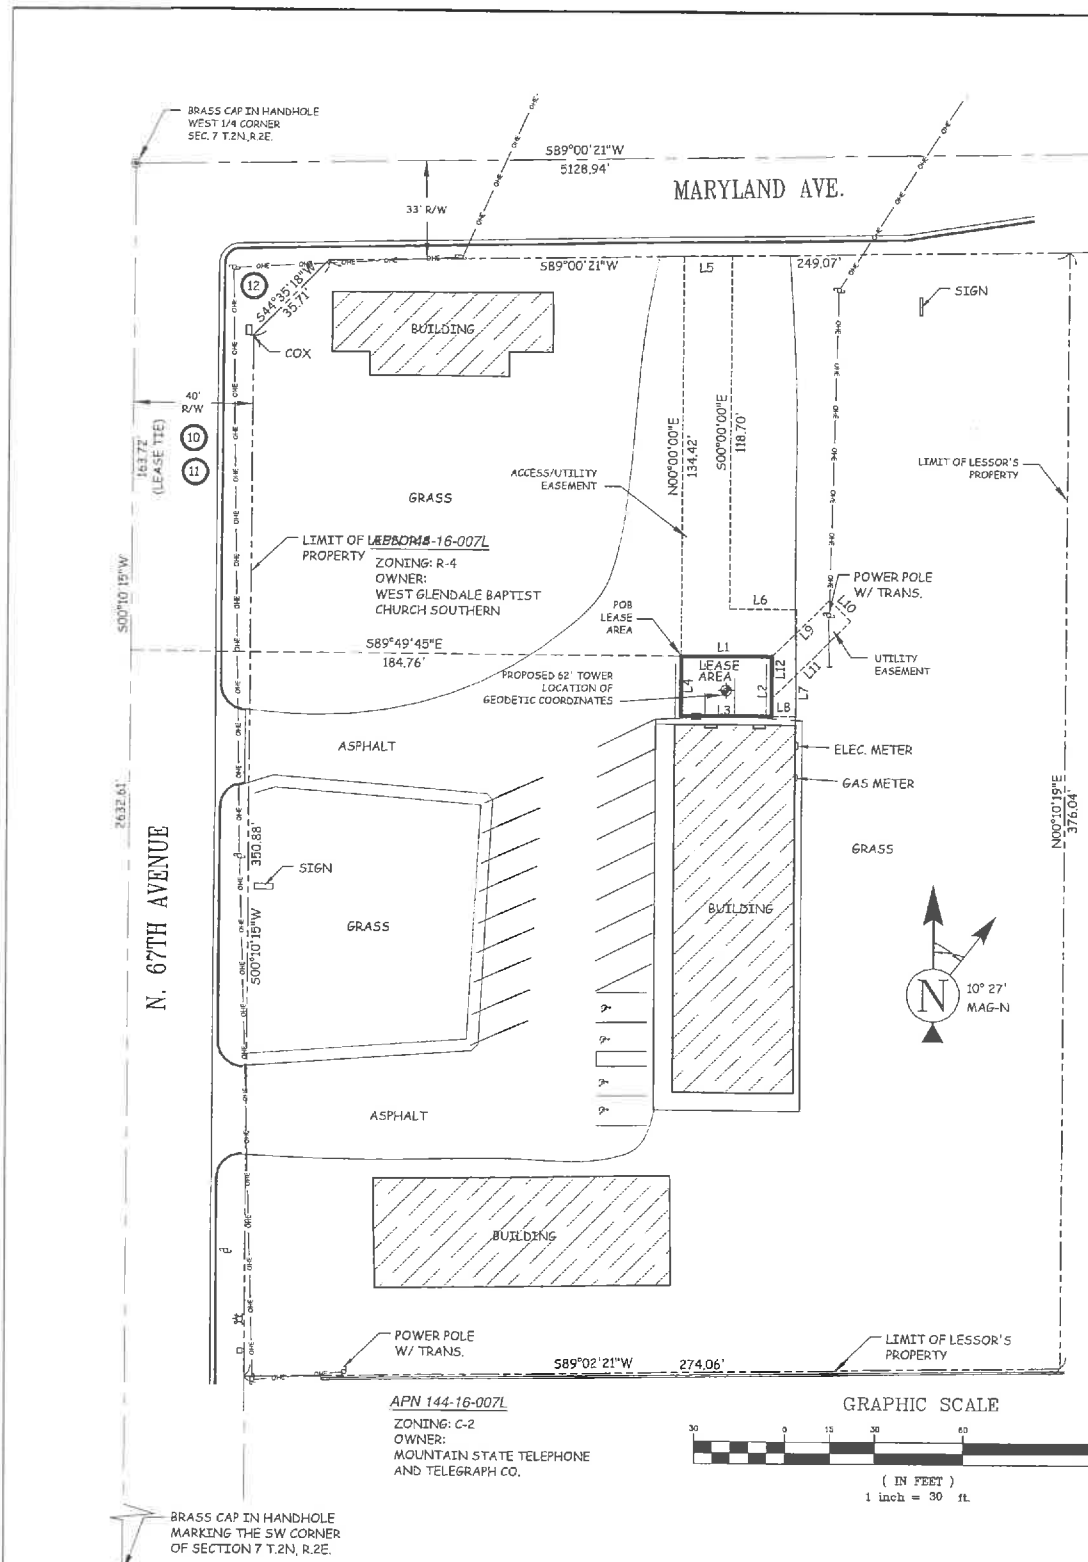 BRASS CAP IN HANDHOLE
WEST 1/4 CORNER
SEC. 7 T.2N,R.2E.
S89°00'21"W
5128.94'
MARYLAND AVE.
33' R/W
OHE
S89°00'21"W
249.07'
L5
12
S44°35'18"W
35.71'
COX
BUILDING
SIGN
40'
R/W
10
11
163.72'
(LEASE TIE)
N00°00'00"E
134.42'
S00°00'00"E
118.70'
ACCESS/UTILITY
EASEMENT
LIMIT OF LESSOR'S
PROPERTY
GRASS
LIMIT OF
PROPERTY
-16-007L
ZONING: R-4
OWNER:
WEST GLENDALE BAPTIST
CHURCH SOUTHERN
S00°10'15"W
POWER POLE
W/ TRANS.
L6
L10
L9
POB
LEASE
AREA
S89°49'45"E
184.76'
L1
LEASE
AREA
L12
L11
UTILITY
EASEMENT
PROPOSED 62' TOWER
LOCATION OF
GEODETIC COORDINATES
L4
L2
L7
L3
L8
ASPHALT
ELEC. METER
GAS METER
2632.61'
N. 67TH AVENUE
350.88'
S00°10'15"W
SIGN
GRASS
GRASS
N00°10'19"E
376.04'
BUILDING
N
10° 27'
MAG-N
ASPHALT
BUILDING
POWER POLE
W/ TRANS.
S89°02'21"W
274.06'
LIMIT OF LESSOR'S
PROPERTY
APN 144-16-007L
ZONING: C-2
OWNER:
MOUNTAIN STATE TELEPHONE
AND TELEGRAPH CO.
GRAPHIC SCALE
30 0 15 30 60
( IN FEET )
1 inch = 30 ft.
BRASS CAP IN HANDHOLE
MARKING THE SW CORNER
OF SECTION 7 T.2N, R.2E.